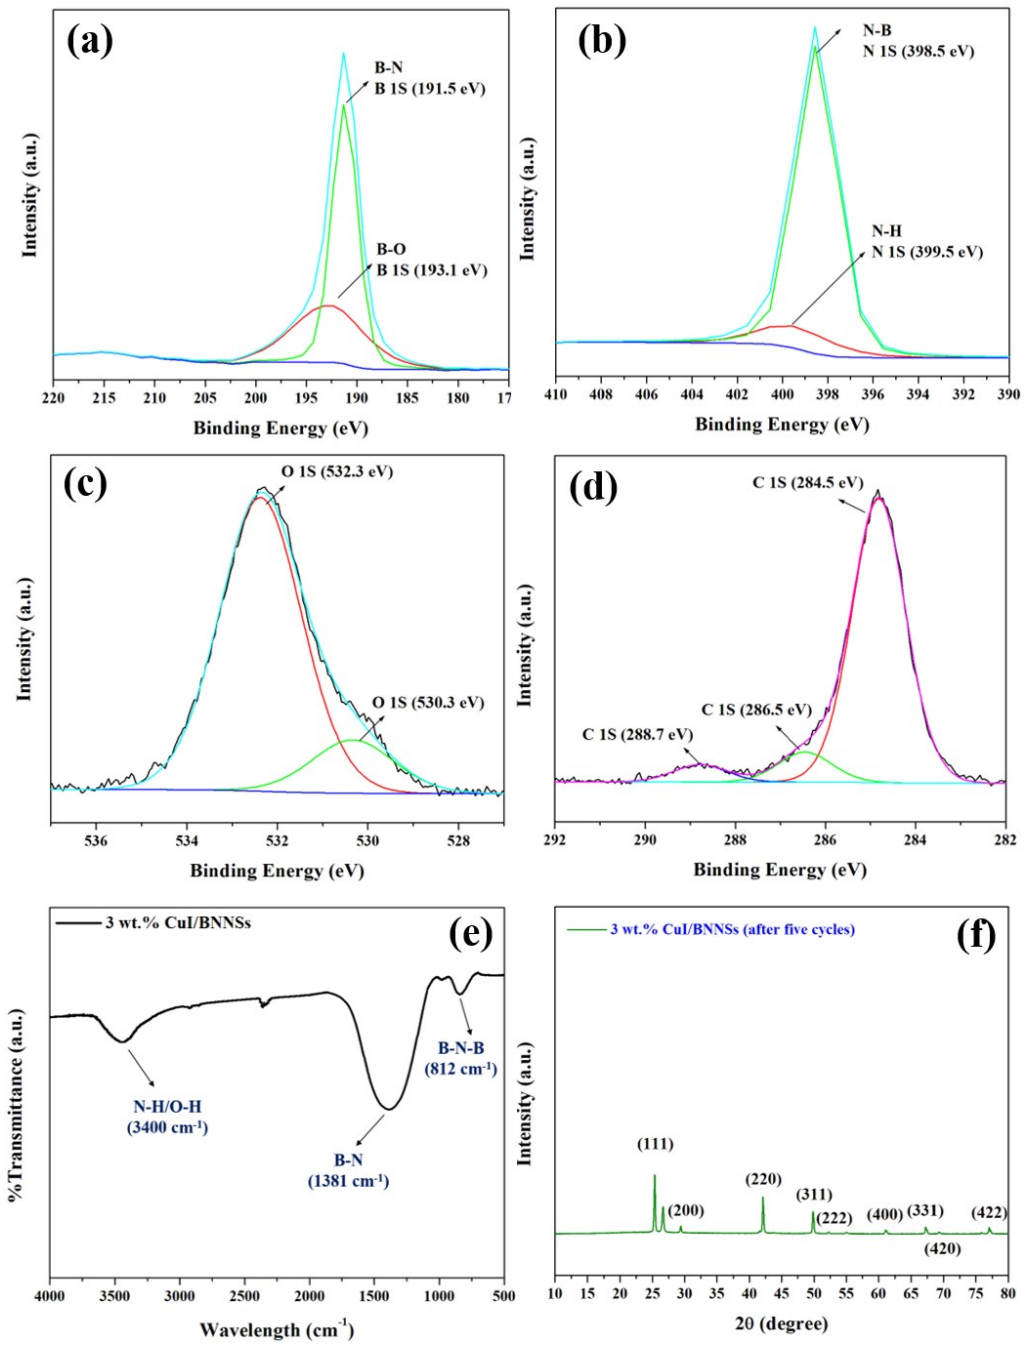 (a)
B-N
B 1S (191.5 eV)
B-O
B 1S (193.1 eV)
Intensity (a.u.)
220 215 210 205 200 195 190 185 180 17
Binding Energy (eV)
(b)
N-B
N 1S (398.5 eV)
N-H
N 1S (399.5 eV)
Intensity (a.u.)
410 408 406 404 402 400 398 396 394 392 390
Binding Energy (eV)
(c)
O 1S (532.3 eV)
O 1S (530.3 eV)
Intensity (a.u.)
536 534 532 530 528
Binding Energy (eV)
(d)
C 1S (284.5 eV)
C 1S (286.5 eV)
C 1S (288.7 eV)
Intensity (a.u.)
292 290 288 286 284 282
Binding Energy (eV)
3 wt.% CuI/BNNSs
(e)
B-N-B
(812 cm⁻¹)
N-H/O-H
(3400 cm⁻¹)
B-N
(1381 cm⁻¹)
%Transmittance (a.u.)
4000 3500 3000 2500 2000 1500 1000 500
Wavelength (cm⁻¹)
3 wt.% CuI/BNNSs (after five cycles)
(f)
(111)
(200)
(220)
(311)
(222)
(400)
(331)
(420)
(422)
Intensity (a.u.)
10 15 20 25 30 35 40 45 50 55 60 65 70 75 80
2θ (degree)